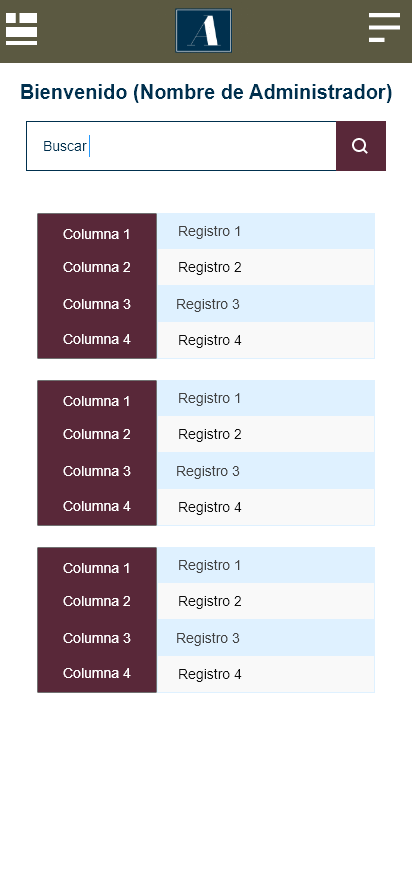 A
Bienvenido (Nombre de Administrador)
Buscar
Columna 1 Registro 1
Columna 2 Registro 2
Columna 3 Registro 3
Columna 4 Registro 4
Columna 1 Registro 1
Columna 2 Registro 2
Columna 3 Registro 3
Columna 4 Registro 4
Columna 1 Registro 1
Columna 2 Registro 2
Columna 3 Registro 3
Columna 4 Registro 4